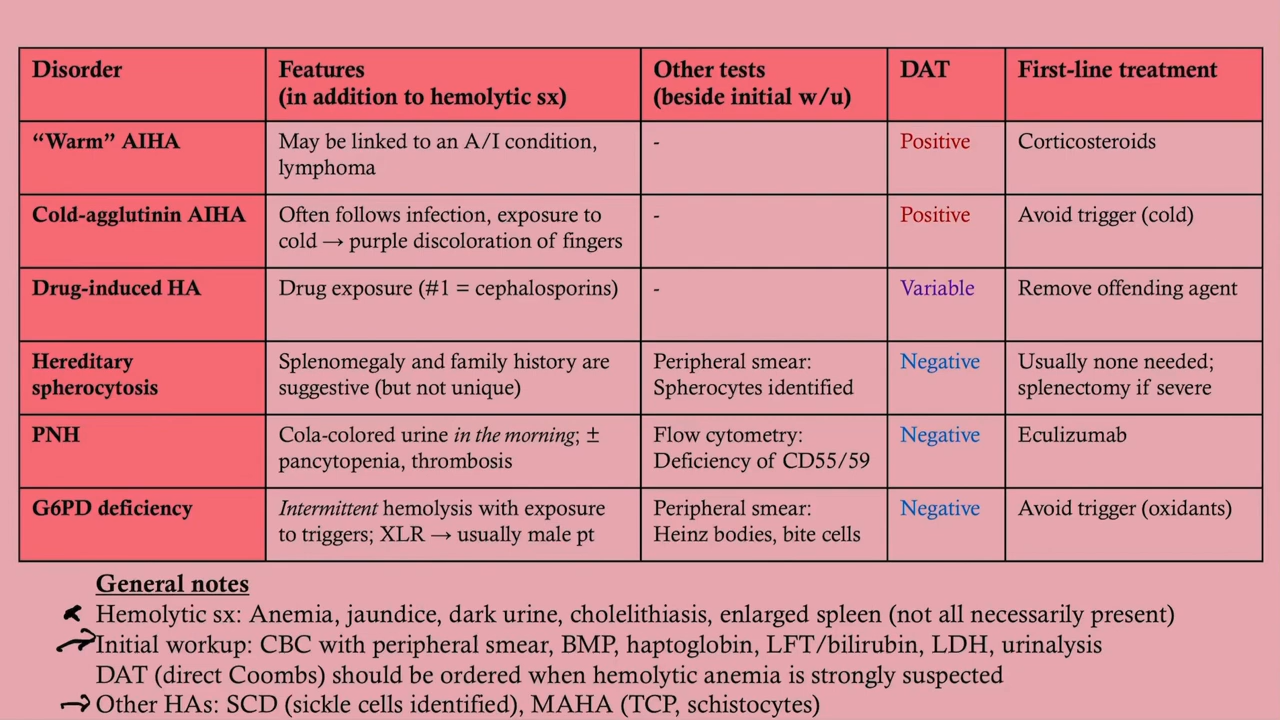 Disorder
Features
(in addition to hemolytic sx)
Other tests
(beside initial w/u)
DAT
First-line treatment
“Warm” AIHA
May be linked to an A/I condition,
lymphoma
-
Positive
Corticosteroids
Cold-agglutinin AIHA
Often follows infection, exposure to
cold → purple discoloration of fingers
-
Positive
Avoid trigger (cold)
Drug-induced HA
Drug exposure (#1 = cephalosporins)
-
Variable
Remove offending agent
Hereditary
spherocytosis
Splenomegaly and family history are
suggestive (but not unique)
Peripheral smear:
Spherocytes identified
Negative
Usually none needed;
splenectomy if severe
PNH
Cola-colored urine in the morning; ±
pancytopenia, thrombosis
Flow cytometry:
Deficiency of CD55/59
Negative
Eculizumab
G6PD deficiency
Intermittent hemolysis with exposure
to triggers; XLR → usually male pt
Peripheral smear:
Heinz bodies, bite cells
Negative
Avoid trigger (oxidants)
General notes
Hemolytic sx: Anemia, jaundice, dark urine, cholelithiasis, enlarged spleen (not all necessarily present)
Initial workup: CBC with peripheral smear, BMP, haptoglobin, LFT/bilirubin, LDH, urinalysis
DAT (direct Coombs) should be ordered when hemolytic anemia is strongly suspected
Other HAs: SCD (sickle cells identified), MAHA (TCP, schistocytes)